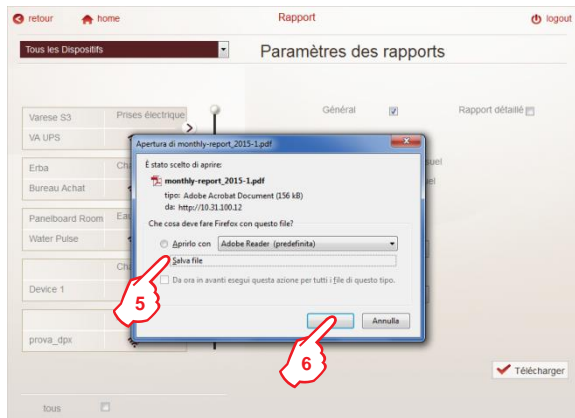 retour
home
Rapport
logout
Tous les Dispositifs
Paramètres des rapports
Varese S3
Prises électrique
Général
Rapport détaillé
VA UPS
Apertura di monthly-report_2015-1.pdf
È stato scelto di aprire:
Erba
monthly-report_2015-1.pdf
Bureau Achat
tipo: Adobe Acrobat Document (156 kB)
da: http://10.31.100.12
Panelboard Room
Che cosa deve fare Firefox con questo file?
Water Pulse
Aprirlo con
Adobe Reader (predefinita)
Salva file
Da ora in avanti esegui questa azione per tutti i file di questo tipo.
Device 1
5
Annulla
prova_dpx
6
Télécharger
tous